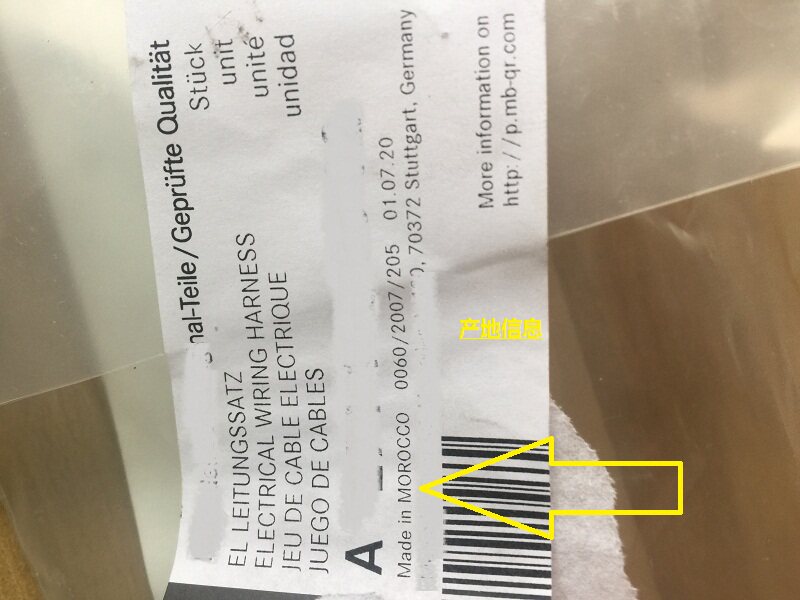 nal-Teile/Geprüfte Qualität
Stück
unit
unité
unidad
EL LEITUNGSSATZ
ELECTRICAL WIRING HARNESS
JEU DE CABLE ELECTRIQUE
JUEGO DE CABLES
A
Made in MOROCCO 0060/2007/205 01.07.20
, 70372 Stuttgart, Germany
More information on
http://p.mb-qr.com
产地信息